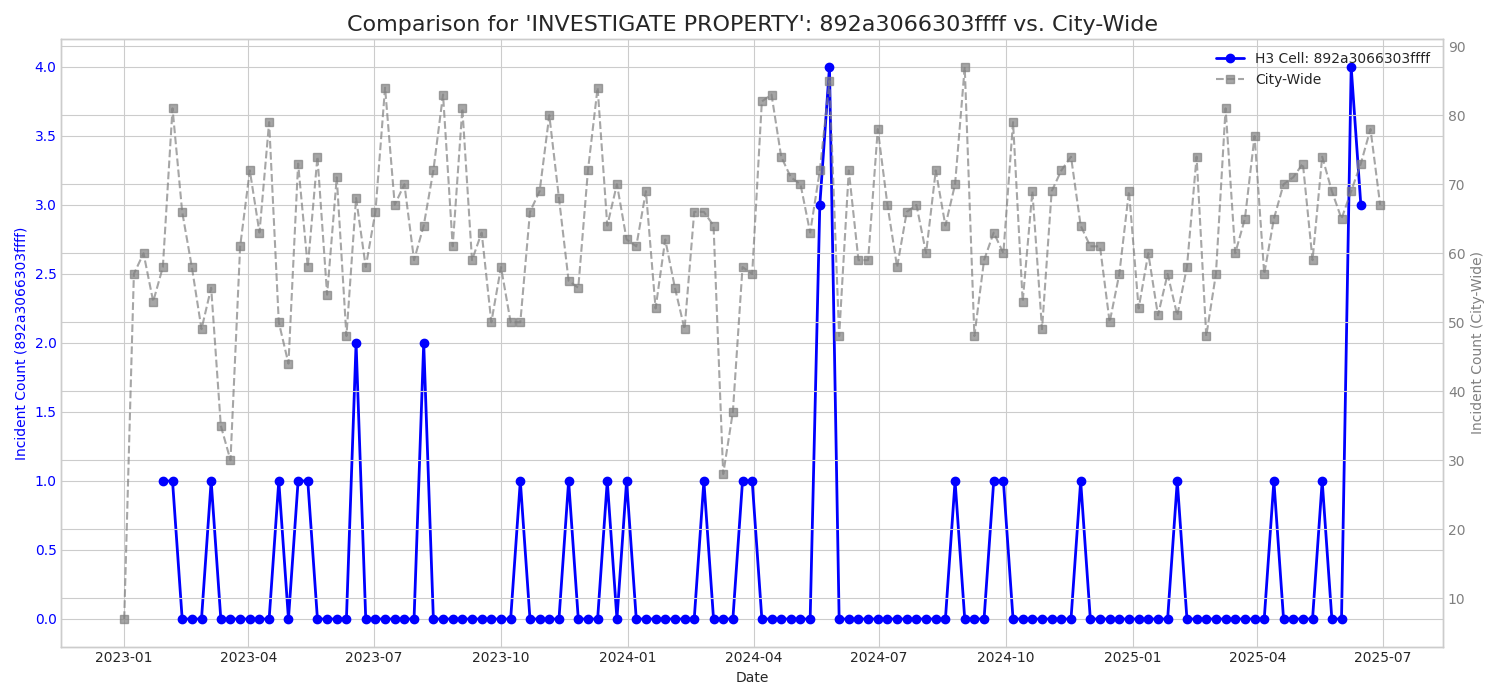 Comparison for 'INVESTIGATE PROPERTY': 892a3066303ffff vs. City-Wide
H3 Cell: 892a3066303ffff
City-Wide
Incident Count (892a3066303ffff)
4.0
3.5
3.0
2.5
2.0
1.5
1.0
0.5
0.0
Incident Count (City-Wide)
90
80
70
60
50
40
30
20
10
2023-01 2023-04 2023-07 2023-10 2024-01 2024-04 2024-07 2024-10 2025-01 2025-04 2025-07
Date